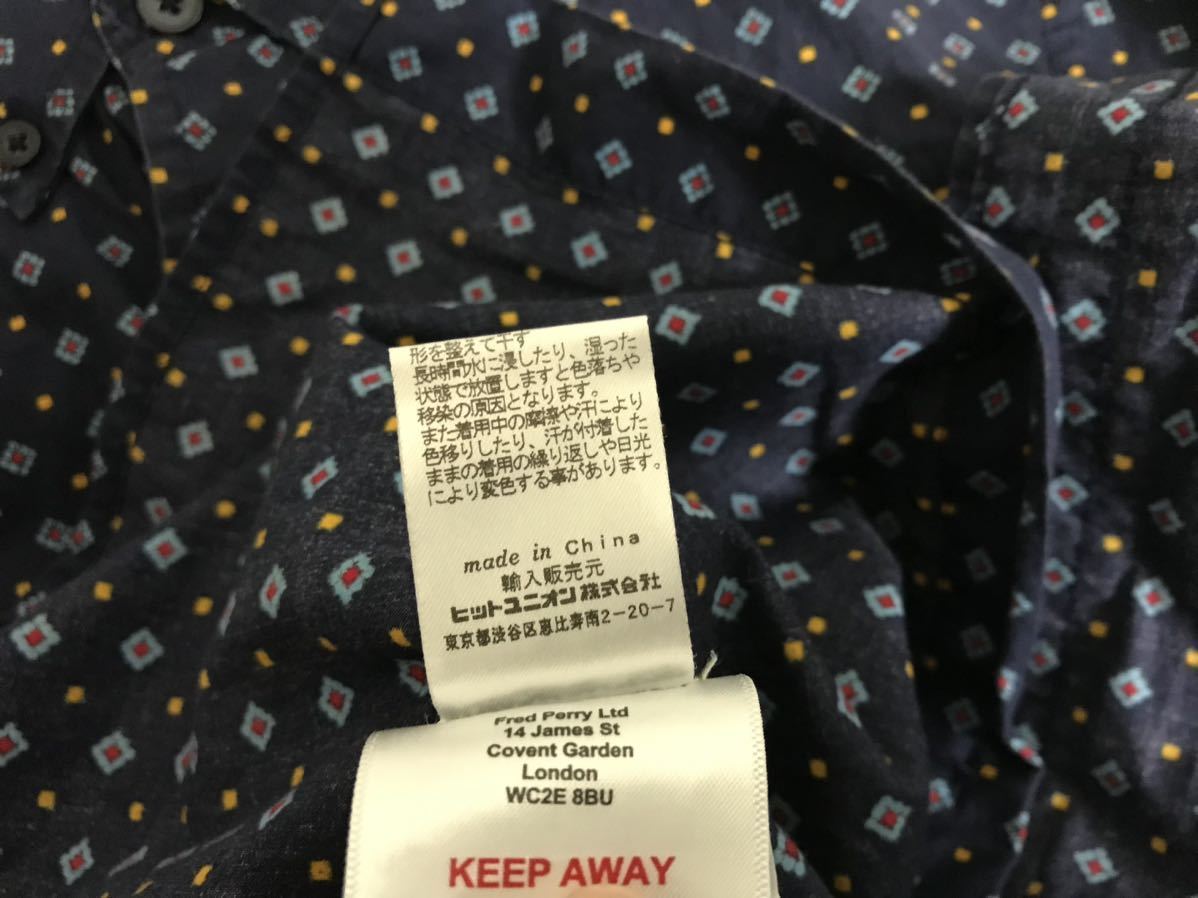 形を整えて干す
長時間水に浸したり、湿った
状態で放置しますと色落ちや
移染の原因となります。
また着用中の摩擦や汗により
色移りしたり、汗が付着した
ままの着用の繰り返しや日光
により変色する事があります。
made in China
輸入販売元
ヒットユニオン株式会社
東京都渋谷区恵比寿南2-20-7
Fred Perry Ltd
14 James St
Covent Garden
London
WC2E 8BU
KEEP AWAY